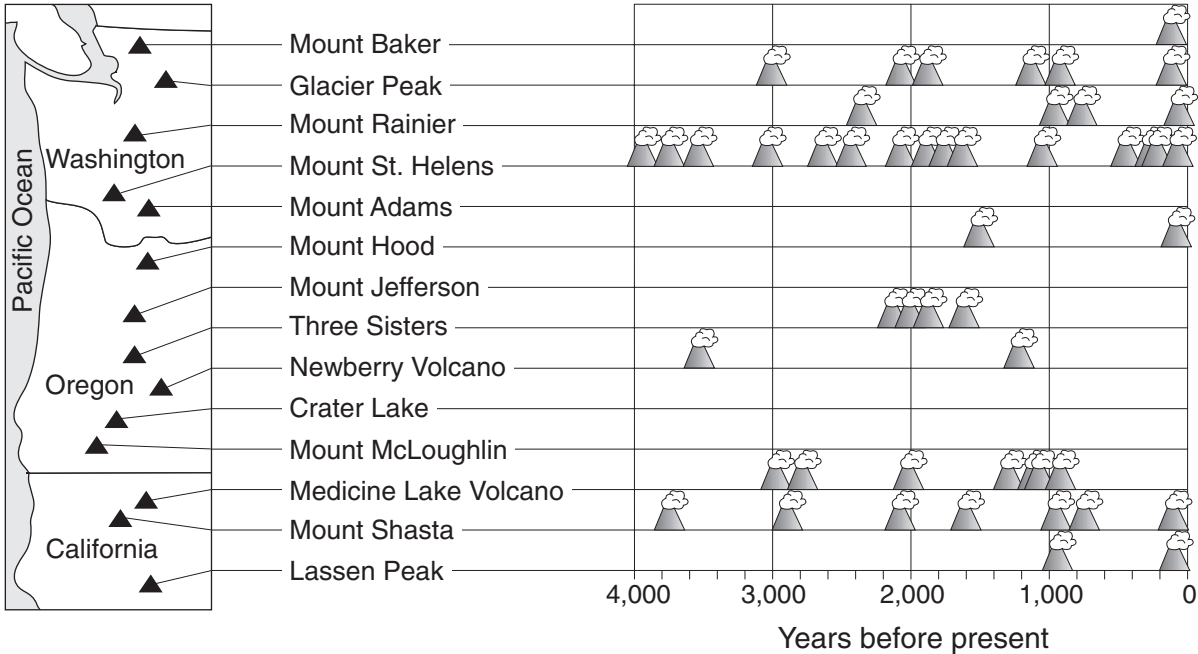 Mount Baker
Glacier Peak
Mount Rainier
Washington
Mount St. Helens
Pacific Ocean
Mount Adams
Mount Hood
Mount Jefferson
Three Sisters
Newberry Volcano
Oregon
Crater Lake
Mount McLoughlin
Medicine Lake Volcano
Mount Shasta
California
Lassen Peak
4,000 3,000 2,000 1,000 0
Years before present